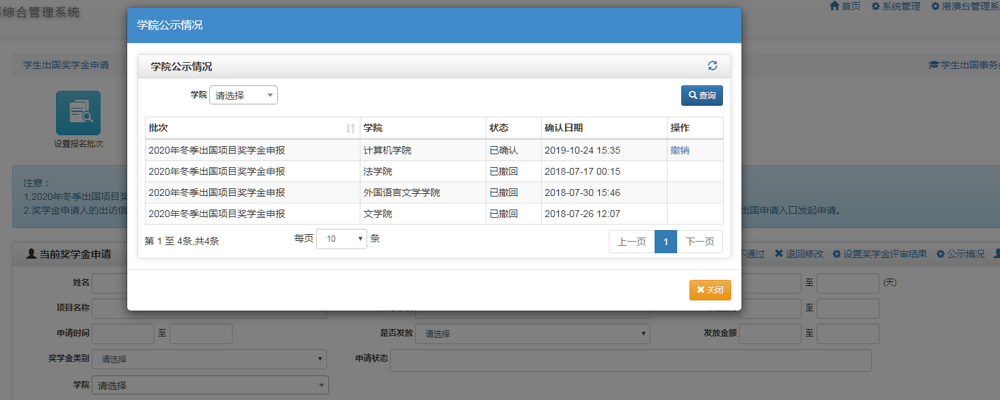 综合管理系统
首页 系统管理 港澳台管理系
学院公示情况
学生出国奖学金申请
学生出国事务
学院公示情况
学院 请选择
查询
设置报名批次
批次 学院 状态 确认日期 操作
2020年冬季出国项目奖学金申报 计算机学院 已确认 2019-10-24 15:35 撤销
2020年冬季出国项目奖学金申报 法学院 已撤回 2018-07-17 00:15
2020年冬季出国项目奖学金申报 外国语言文学学院 已撤回 2018-07-30 15:46
2020年冬季出国项目奖学金申报 文学院 已撤回 2018-07-26 12:07
注意：
1.2020年冬季出国项目奖
2.奖学金申请人的出访信
出国申请入口发起申请。
第 1 至 4条,共4条 每页 10 条 上一页 1 下一页
当前奖学金申请
不通过 退回修改 设置奖学金评审结果 公示情况
关闭
姓名 至 (天)
项目名称 至
申请时间 至 是否发放 请选择 发放金额 至
奖学金类别 请选择 申请状态
学院 请选择